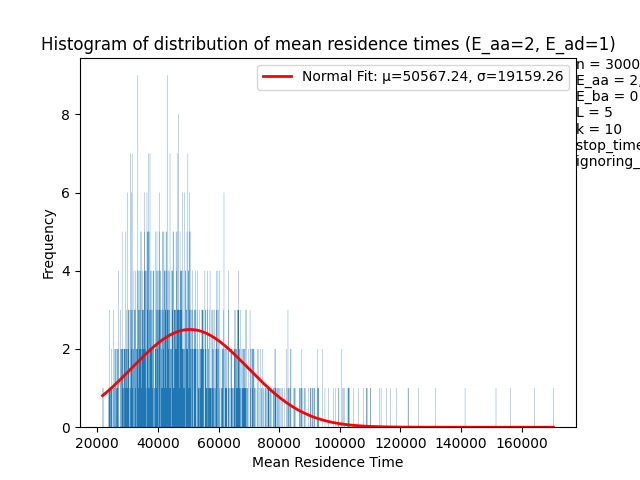 Histogram of distribution of mean residence times (E_aa=2, E_ad=1)
Normal Fit: μ=50567.24, σ=19159.26
n = 3000
E_aa = 2,
E_ba = 0
L = 5
k = 10
stop_time
ignoring_
Frequency
8
6
4
2
0
20000 40000 60000 80000 100000 120000 140000 160000
Mean Residence Time